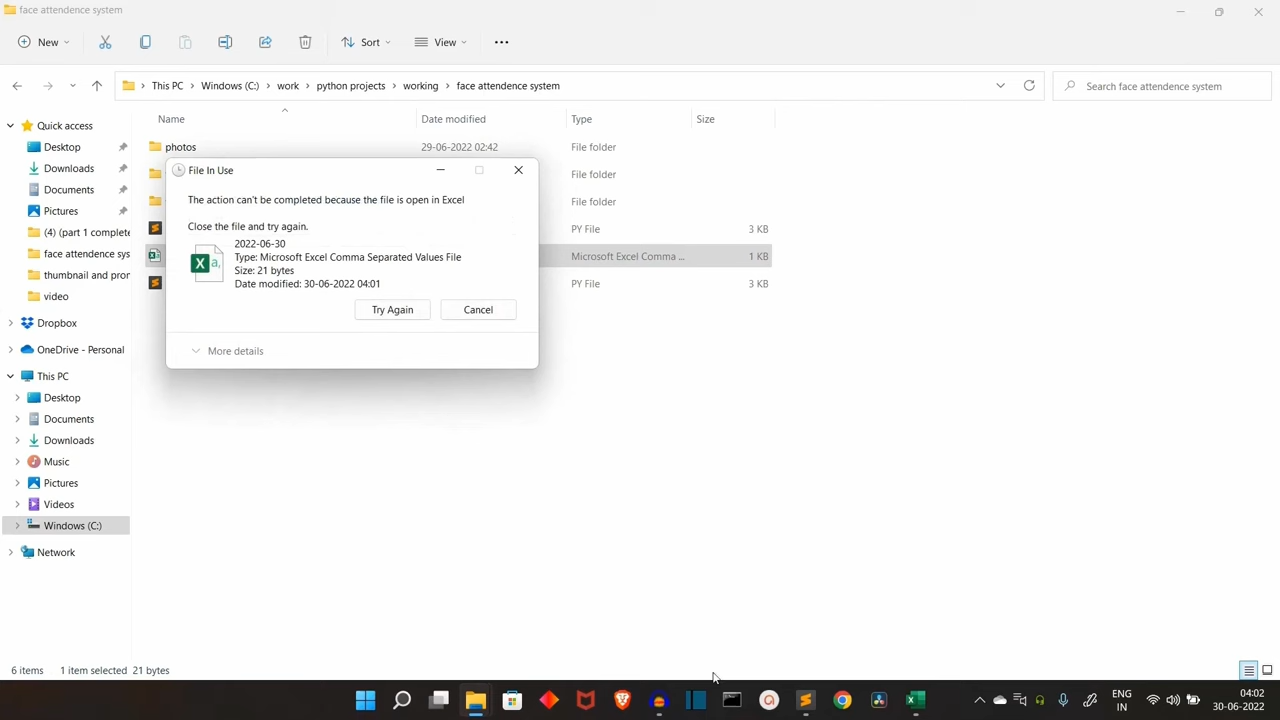 face attendence system
New
Sort
View
This PC > Windows (C:) > work > python projects > working > face attendence system
Search face attendence system
Name
Date modified
Type
Size
Quick access
Desktop
Downloads
Documents
Pictures
(4) (part 1 complete
face attendence sys
thumbnail and pror
video
Dropbox
OneDrive - Personal
This PC
Desktop
Documents
Downloads
Music
Pictures
Videos
Windows (C:)
Network
photos
29-06-2022 02:42
File folder
File folder
File folder
PY File
3 KB
Microsoft Excel Comma ...
1 KB
PY File
3 KB
File In Use
The action can't be completed because the file is open in Excel
Close the file and try again.
2022-06-30
Type: Microsoft Excel Comma Separated Values File
Size: 21 bytes
Date modified: 30-06-2022 04:01
Try Again
Cancel
More details
6 items
1 item selected 21 bytes
ENG
IN
04:02
30-06-2022